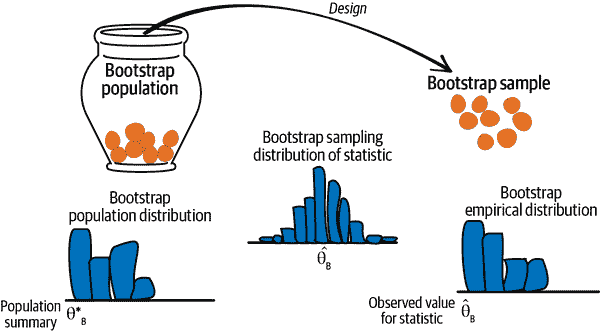 Design
Bootstrap
population
Bootstrap sample
Bootstrap sampling
distribution of statistic
Bootstrap
population distribution
Bootstrap
empirical distribution
θ̂B
Population
summary
θ*B
Observed value
for statistic
θ̂B